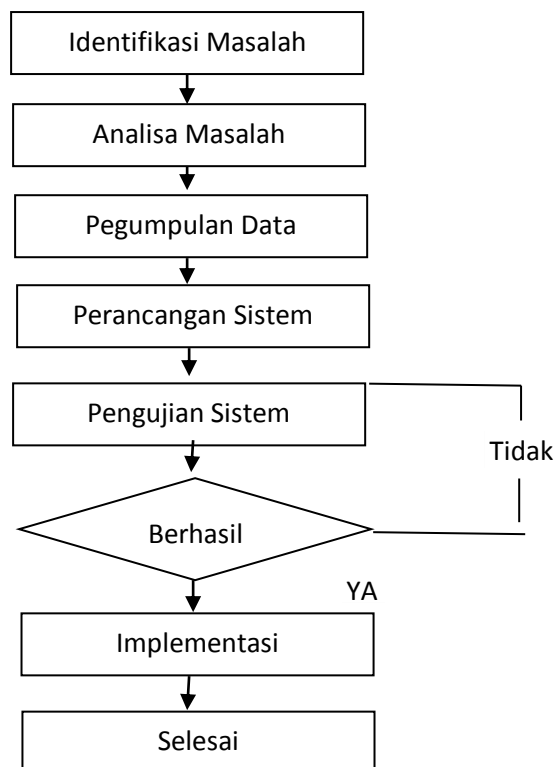 Identifikasi Masalah
Analisa Masalah
Pegumpulan Data
Perancangan Sistem
Pengujian Sistem
Tidak
Berhasil
YA
Implementasi
Selesai